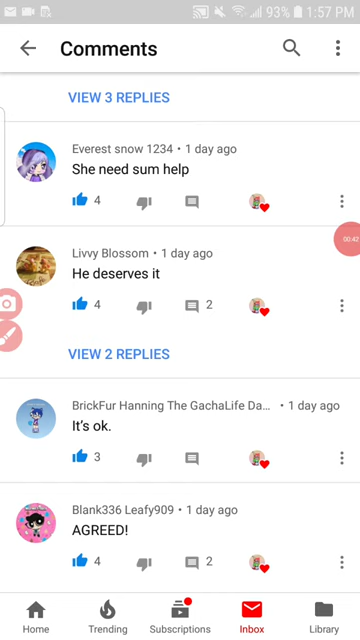 93% 1:57 PM
Comments
VIEW 3 REPLIES
Everest snow 1234 • 1 day ago
She need sum help
4
00:42
Livvy Blossom • 1 day ago
He deserves it
4 2
VIEW 2 REPLIES
BrickFur Hanning The GachaLife Da... • 1 day ago
It's ok.
3
Blank336 Leafy909 • 1 day ago
AGREED!
4 2
Home Trending Subscriptions Inbox Library